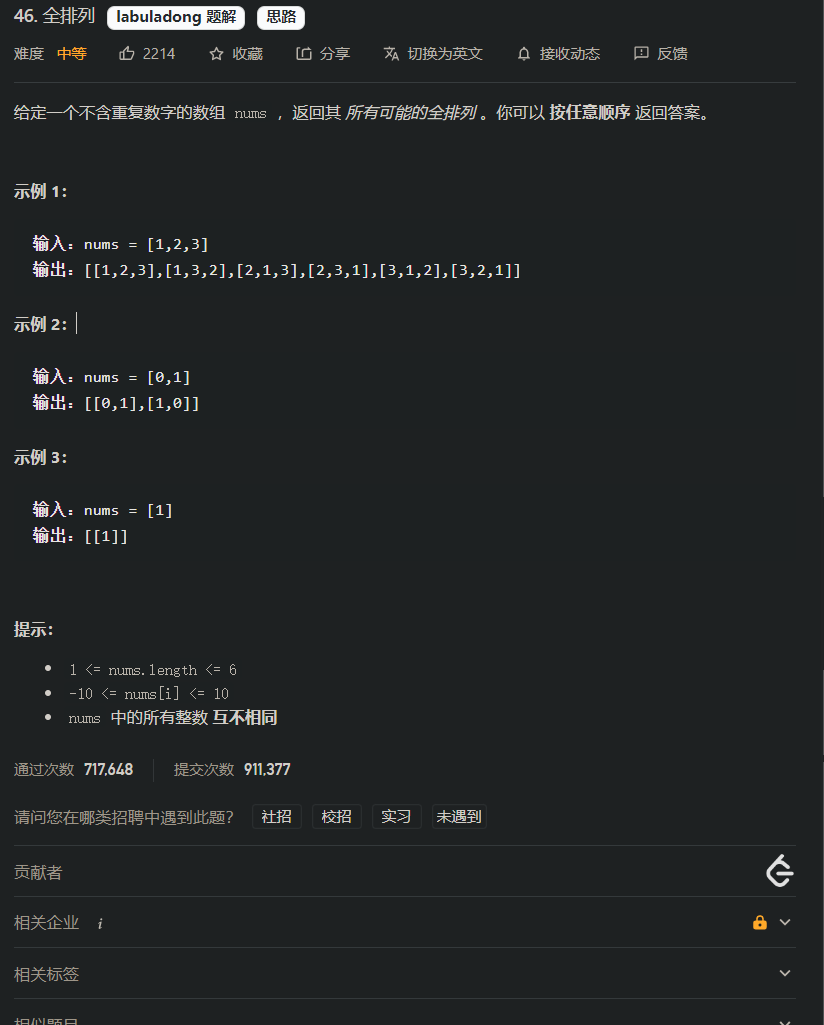 46. 全排列 labuladong 题解 思路
难度 中等 2214 收藏 分享 切换为英文 接收动态 反馈
给定一个不含重复数字的数组 nums ，返回其 所有可能的全排列 。你可以 按任意顺序 返回答案。
示例 1：
输入：nums = [1,2,3]
输出：[[1,2,3],[1,3,2],[2,1,3],[2,3,1],[3,1,2],[3,2,1]]
示例 2：
输入：nums = [0,1]
输出：[[0,1],[1,0]]
示例 3：
输入：nums = [1]
输出：[[1]]
提示：
1 <= nums.length <= 6
-10 <= nums[i] <= 10
nums 中的所有整数 互不相同
通过次数 717,648 提交次数 911,377
请问您在哪类招聘中遇到此题？ 社招 校招 实习 未遇到
贡献者
相关企业 i
相关标签
相似题目